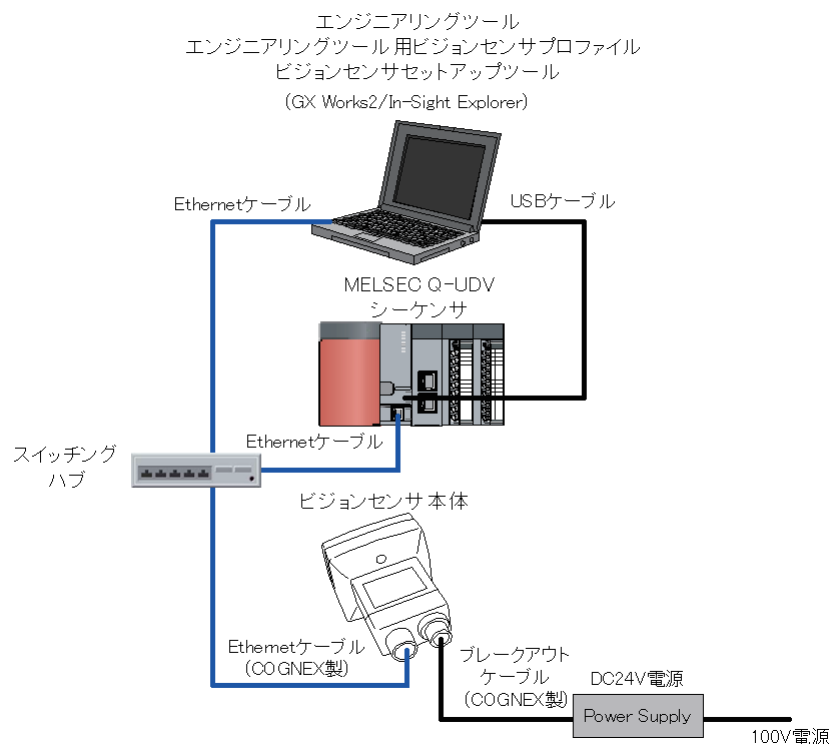 エンジニアリングツール
エンジニアリングツール用ビジョンセンサプロファイル
ビジョンセンサセットアップツール
(GX Works2/In-Sight Explorer)
Ethernetケーブル
USBケーブル
MELSEC Q-UDV
シーケンサ
Ethernetケーブル
スイッチング
ハブ
ビジョンセンサ本体
Ethernetケーブル
(COGNEX製)
ブレークアウト
ケーブル
(COGNEX製)
DC24V電源
Power Supply
100V電源